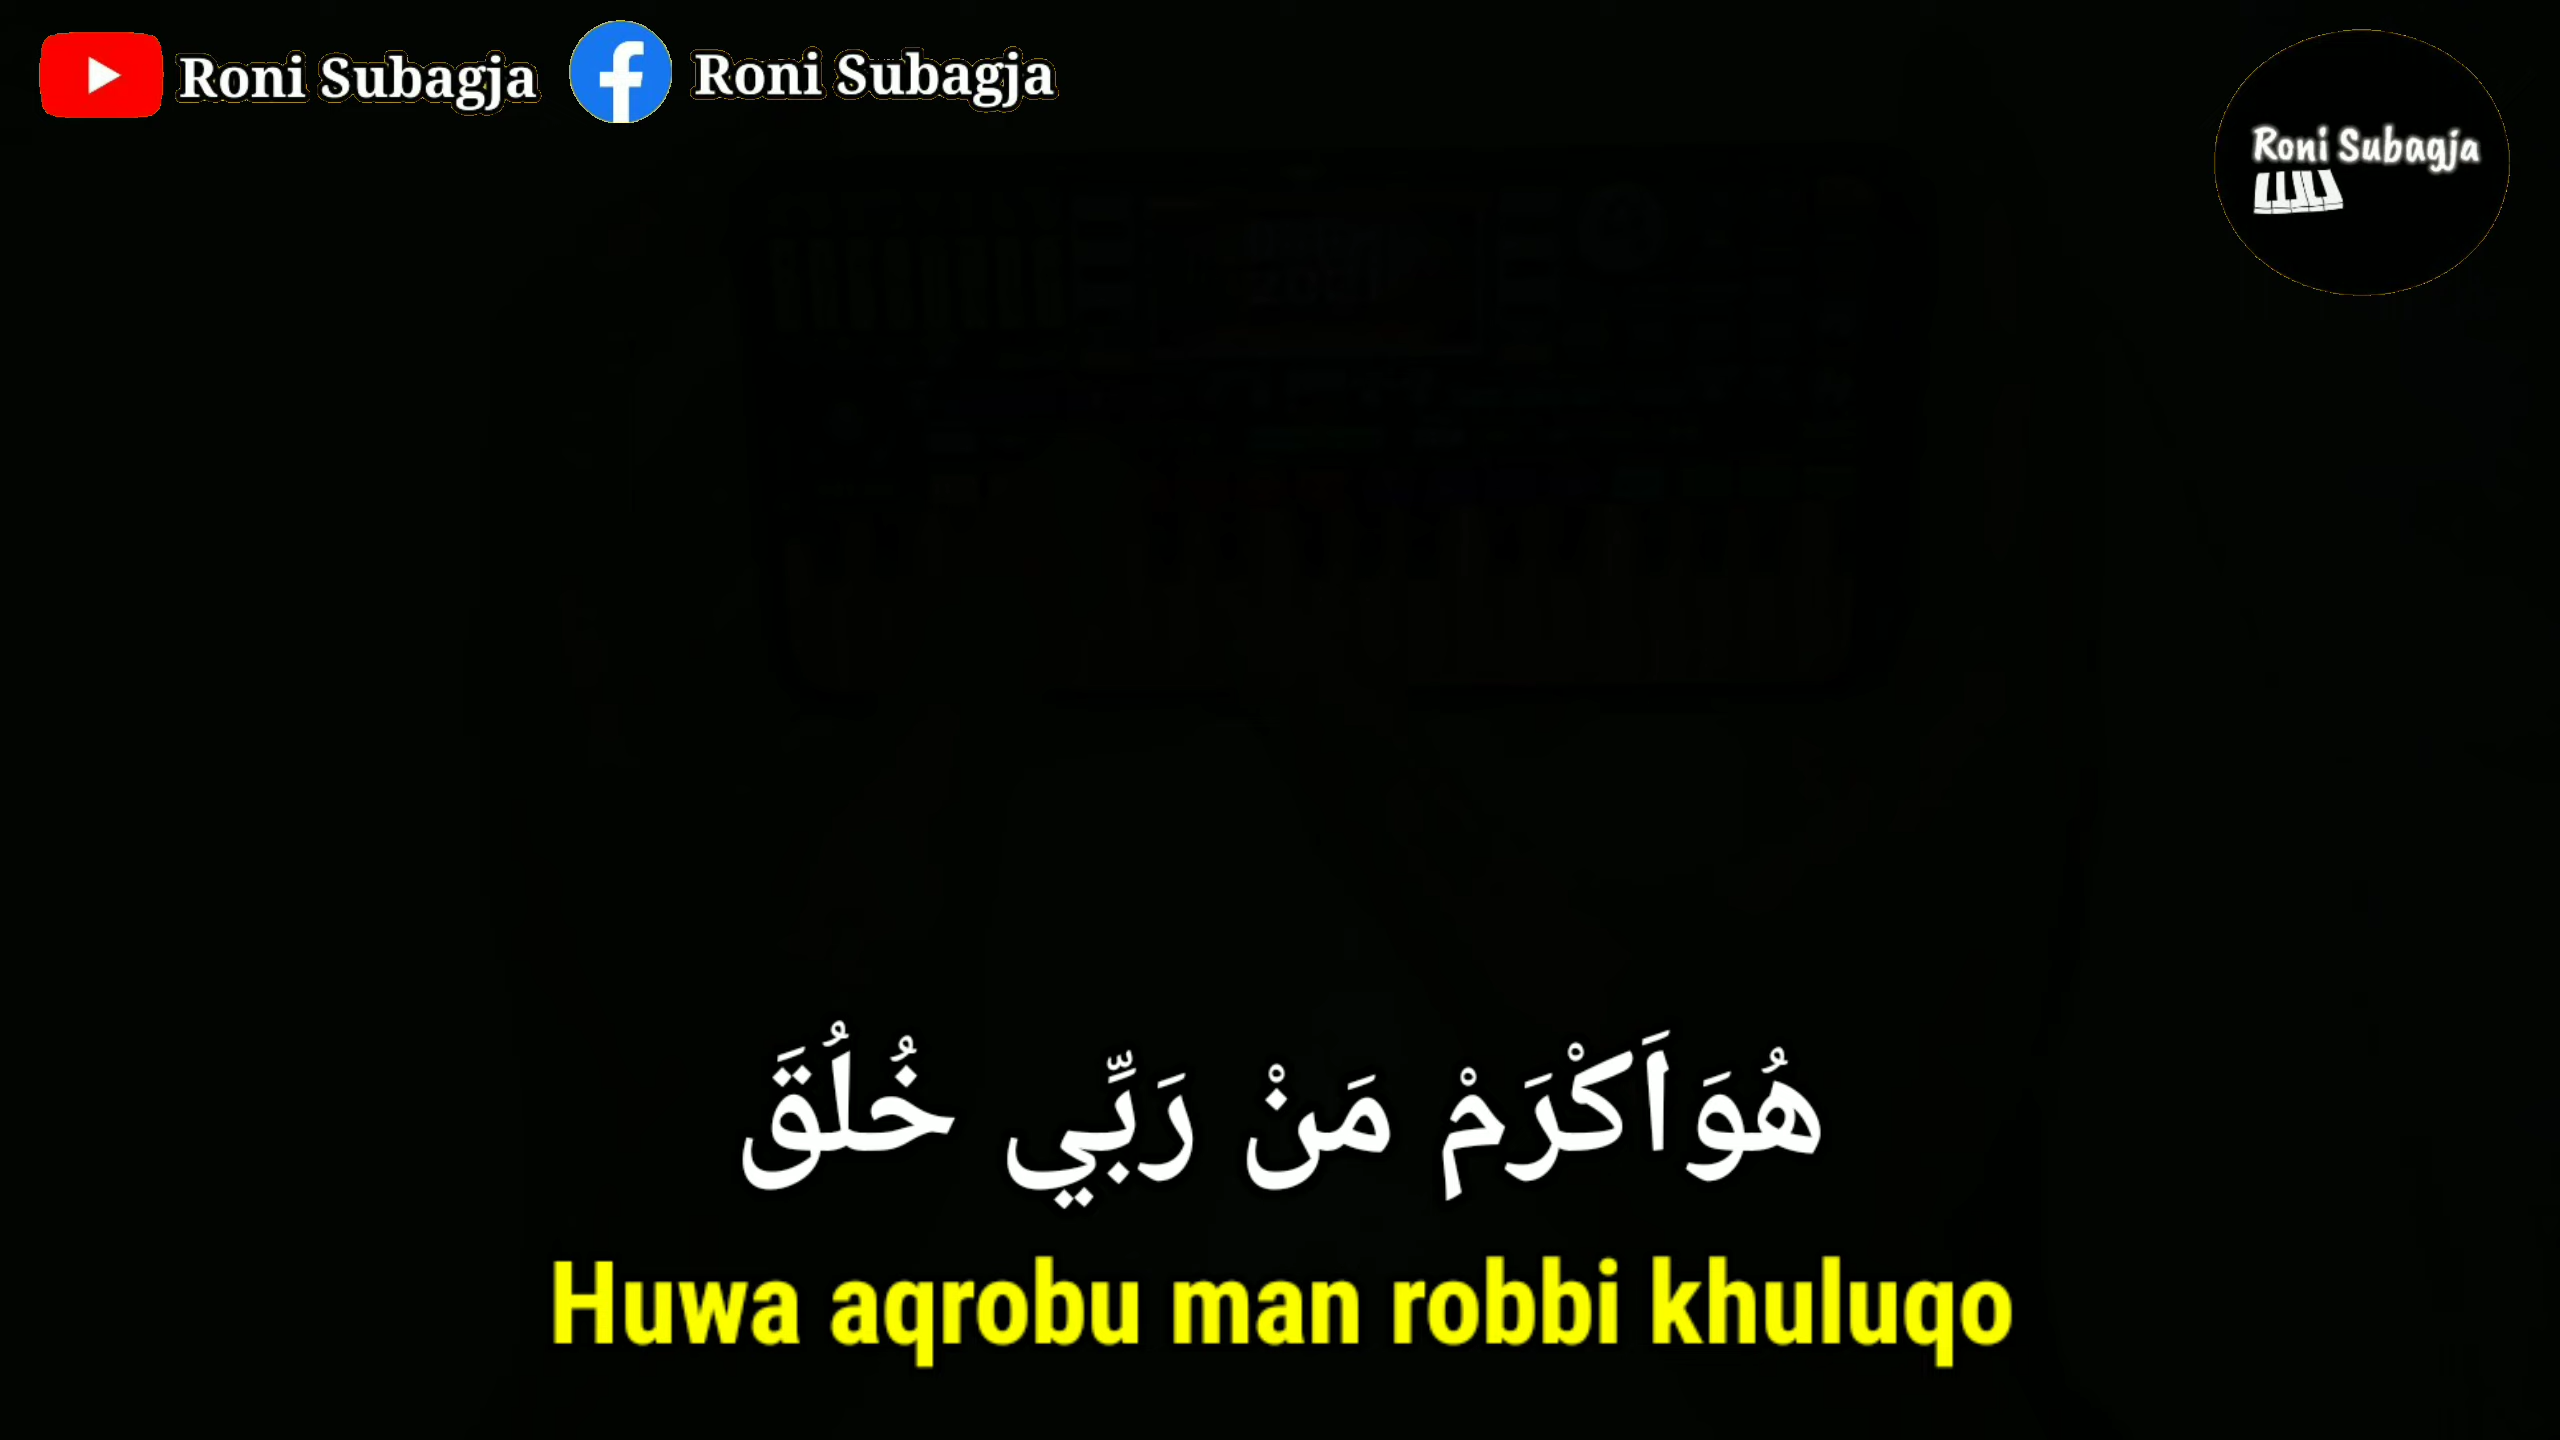 Roni Subagja Roni Subagja
Roni Subagja
هُوَاَكْرَمْ مَنْ رَبِّي خُلُقَ
Huwa aqrobu man robbi khuluqo